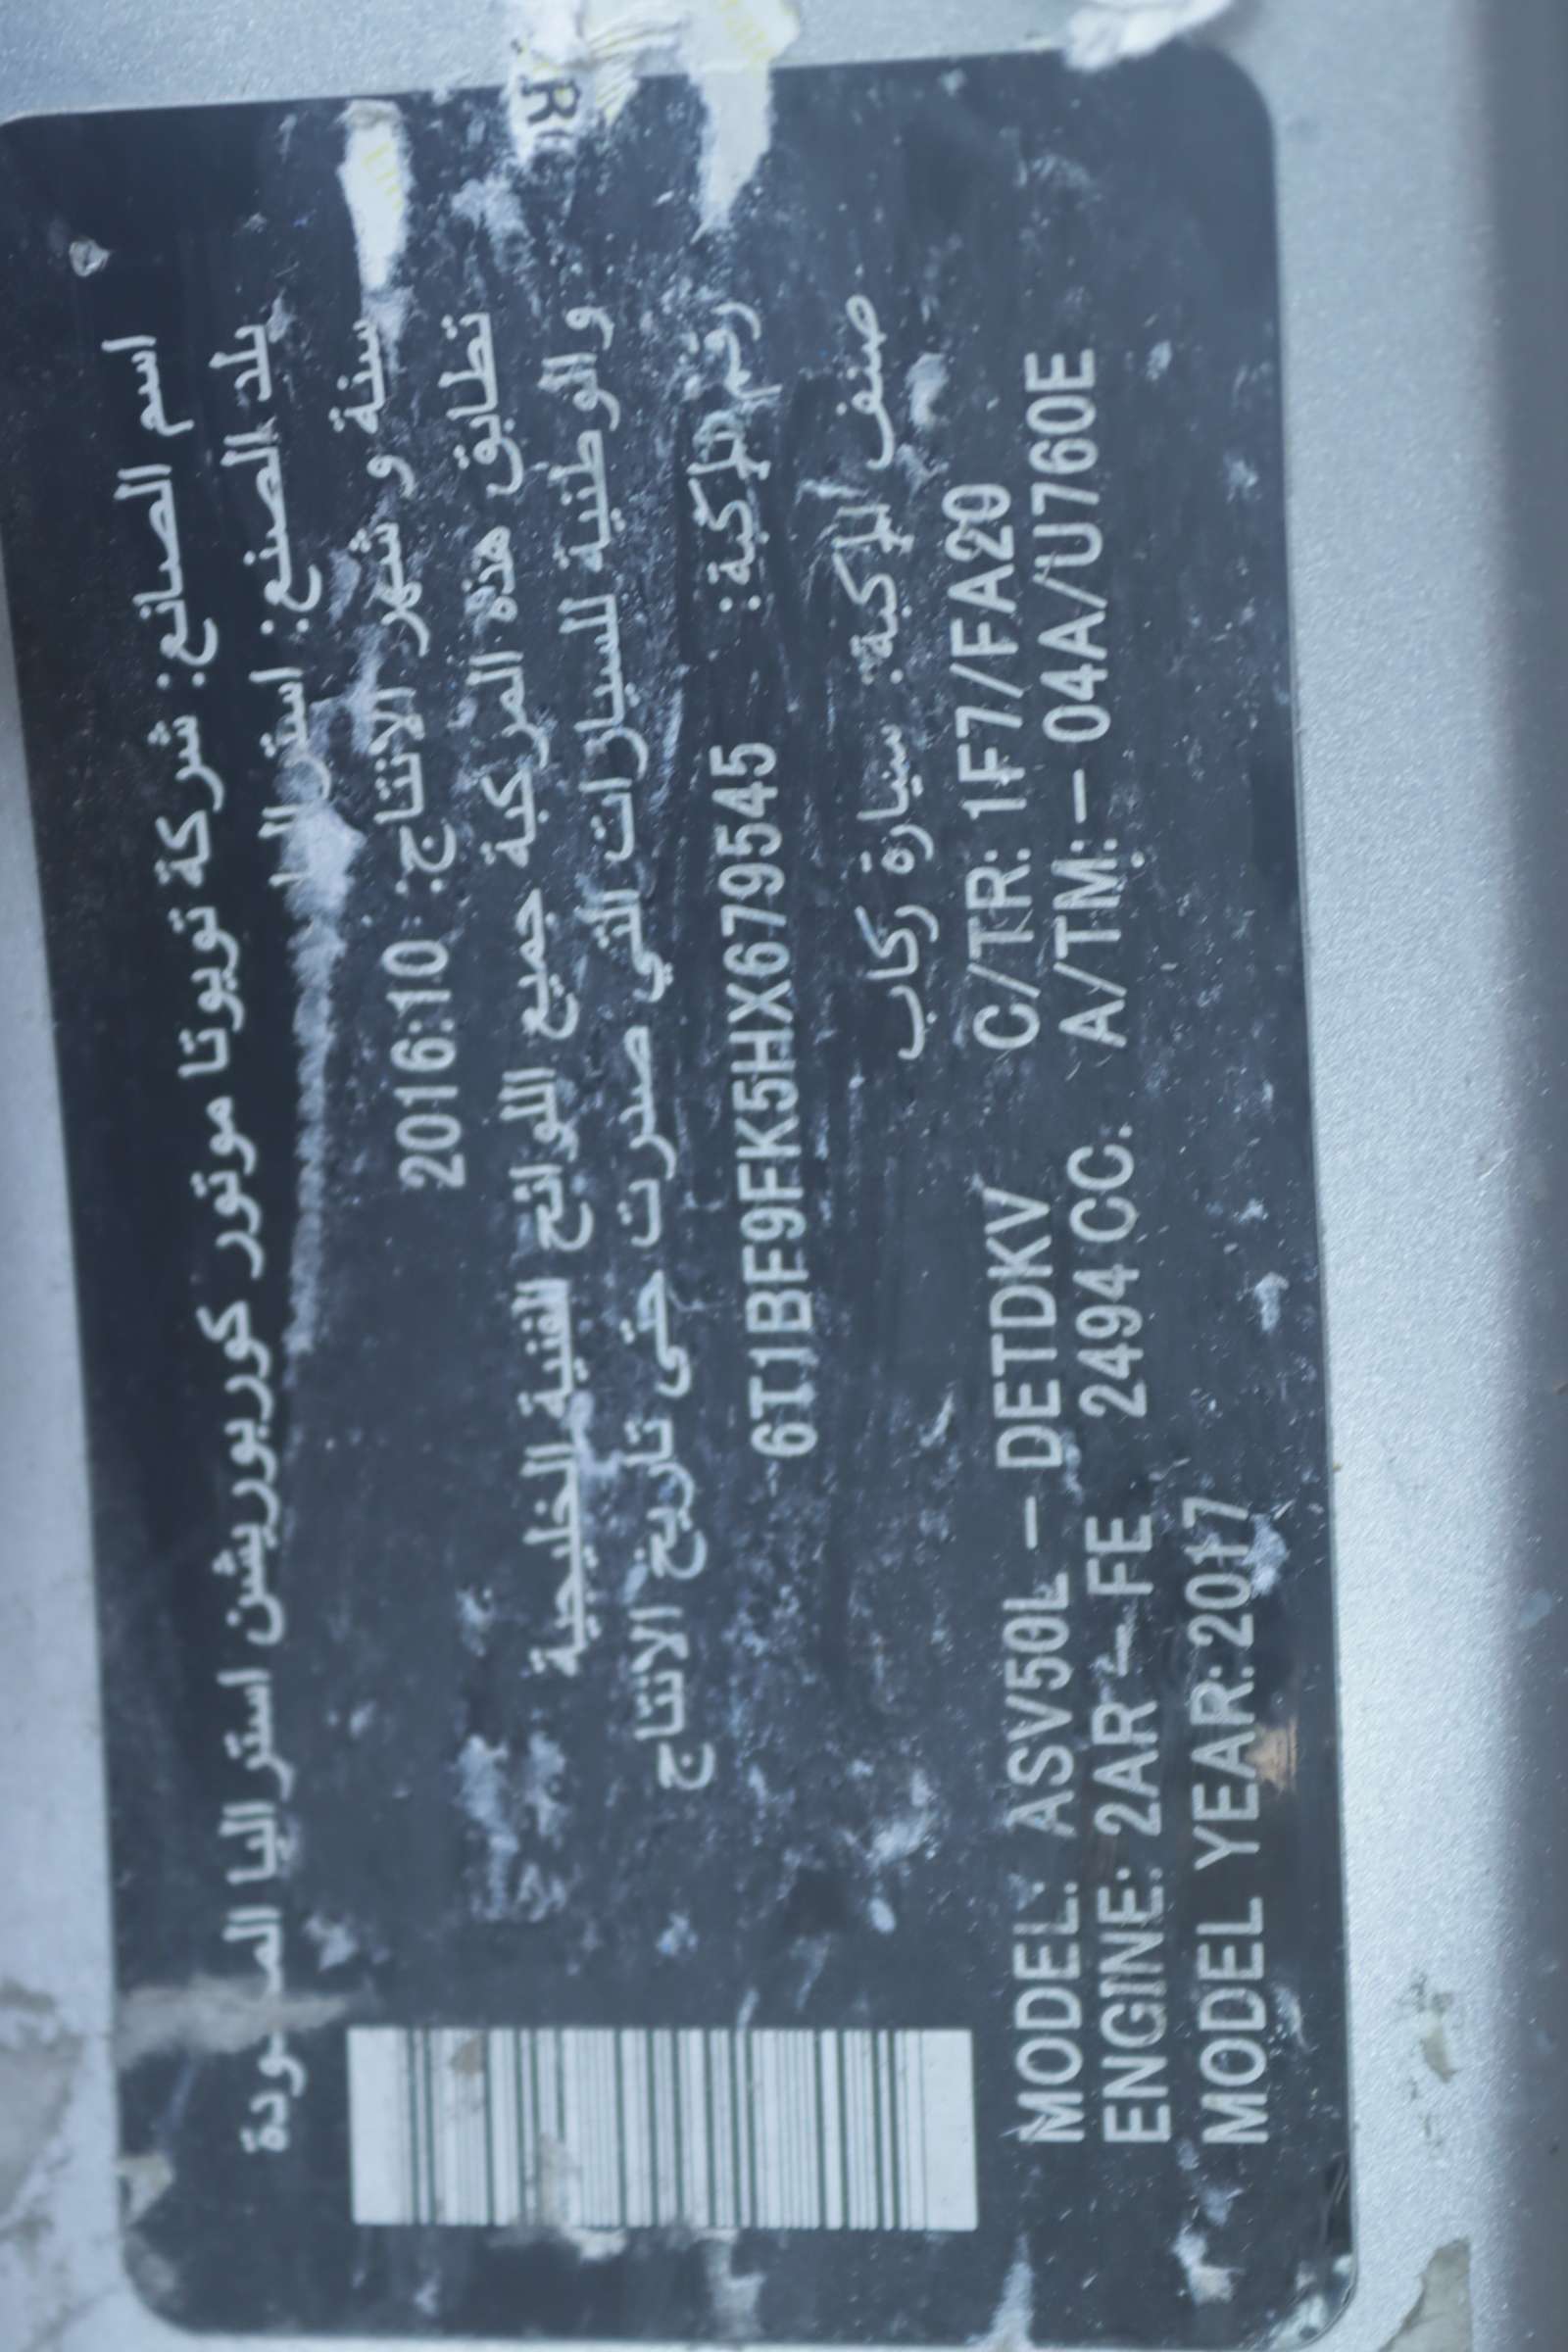 اسم الصانع: شركة تويوتا موتور كوربوريشن استراليا المحدودة
بلد الصنع: استراليا
سنة و شهر الانتاج: 2016:10
تطابق هذه المركبة جميع اللوائح الفنية الخليجية
والوطنية للسيارات التي صدرت حتى تاريخ الانتاج
رقم المركبة: 6T1BF9FK5HX679545
صنف المركبة: سيارة ركاب
MODEL: ASV50L – DETDKV C/TR: 1F7/FA20
ENGINE: 2AR – FE 2494 CC. A/TM: – 04A/U760E
MODEL YEAR: 2017